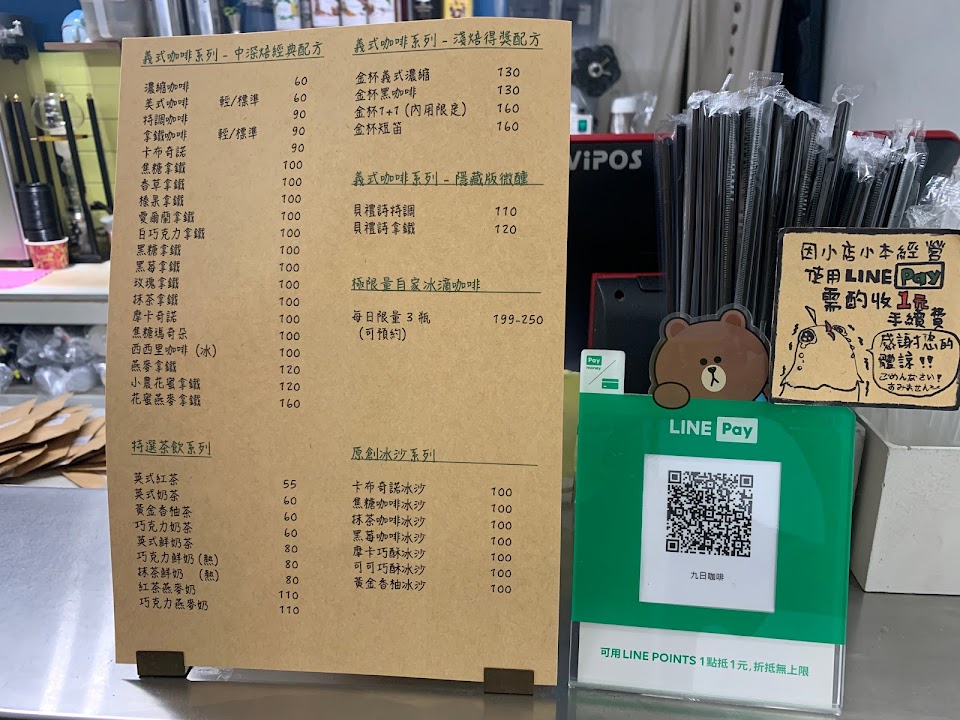 義式咖啡系列 - 中深焙經典配方
濃縮咖啡 60
美式咖啡 輕/標準 60
特調咖啡 90
拿鐵咖啡 輕/標準 90
卡布奇諾 90
焦糖拿鐵 100
香草拿鐵 100
榛果拿鐵 100
愛爾蘭拿鐵 100
白巧克力拿鐵 100
黑糖拿鐵 100
黑莓拿鐵 100
玫瑰拿鐵 100
抹茶拿鐵 100
摩卡奇諾 100
焦糖瑪奇朵 100
西西里咖啡 (冰) 100
燕麥拿鐵 120
小農花蜜拿鐵 120
花蜜燕麥拿鐵 160
特選茶飲系列
英式紅茶 55
英式奶茶 60
黃金香柚茶 60
巧克力奶茶 60
英式鮮奶茶 80
巧克力鮮奶 (熱) 80
抹茶鮮奶 (熱) 80
紅茶燕麥奶 110
巧克力燕麥奶 110
義式咖啡系列 - 淺焙得獎配方
金杯義式濃縮 130
金杯黑咖啡 130
金杯1+1 (內用限定) 160
金杯短笛 160
義式咖啡系列 - 隱藏版微醺
貝禮詩特調 110
貝禮詩拿鐵 120
極限量自家冰滴咖啡
每日限量 3 瓶 199-250
(可預約)
原創冰沙系列
卡布奇諾冰沙 100
焦糖咖啡冰沙 100
抹茶咖啡冰沙 100
黑莓咖啡冰沙 100
摩卡巧酥冰沙 100
可可巧酥冰沙 100
黃金香柚冰沙 100
ViPOS
因小店小本經營
使用LINE Pay
需酌收1元
手續費
感謝您的
體諒!!
ごめんなさい!
すみません~
Pay
money
LINE Pay
九日咖啡
可用 LINE POINTS 1點抵1元, 折抵無上限